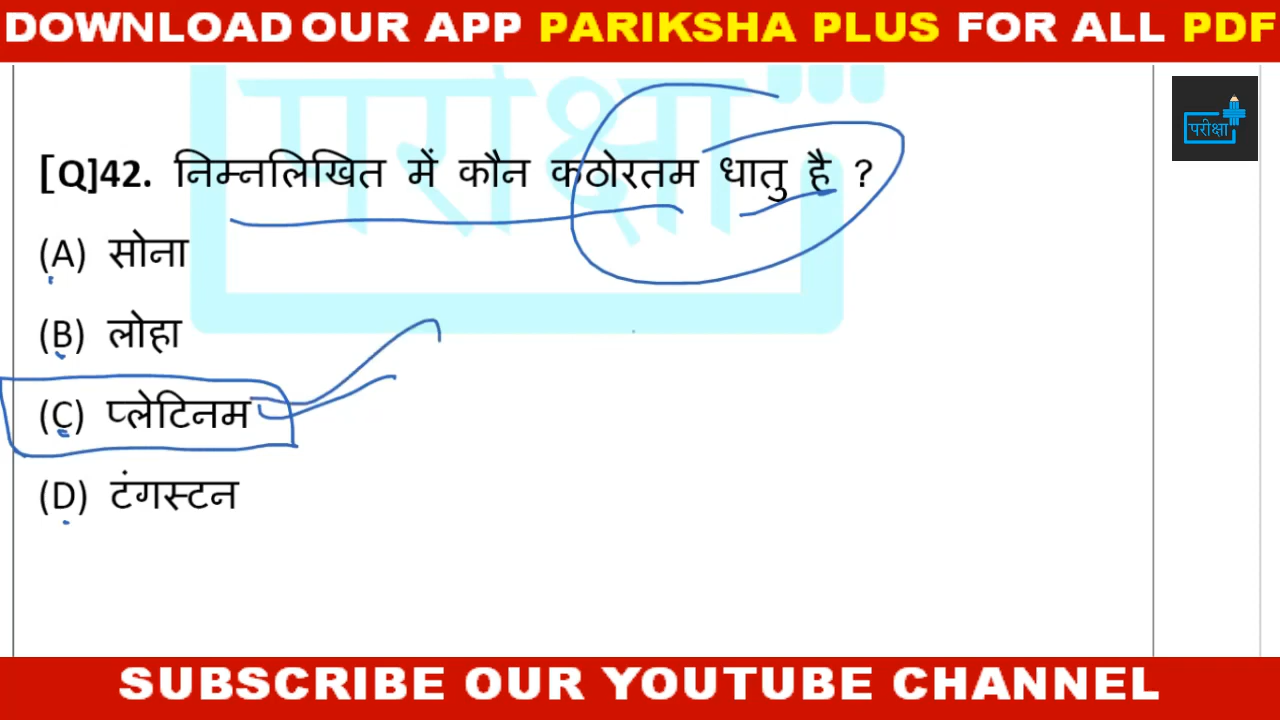 DOWNLOAD OUR APP PARIKSHA PLUS FOR ALL PDF
परीक्षा
परीक्षा
[Q]42. निम्नलिखित में कौन कठोरतम धातु है ?
(A) सोना
(B) लोहा
(C) प्लेटिनम
(D) टंगस्टन
SUBSCRIBE OUR YOUTUBE CHANNEL